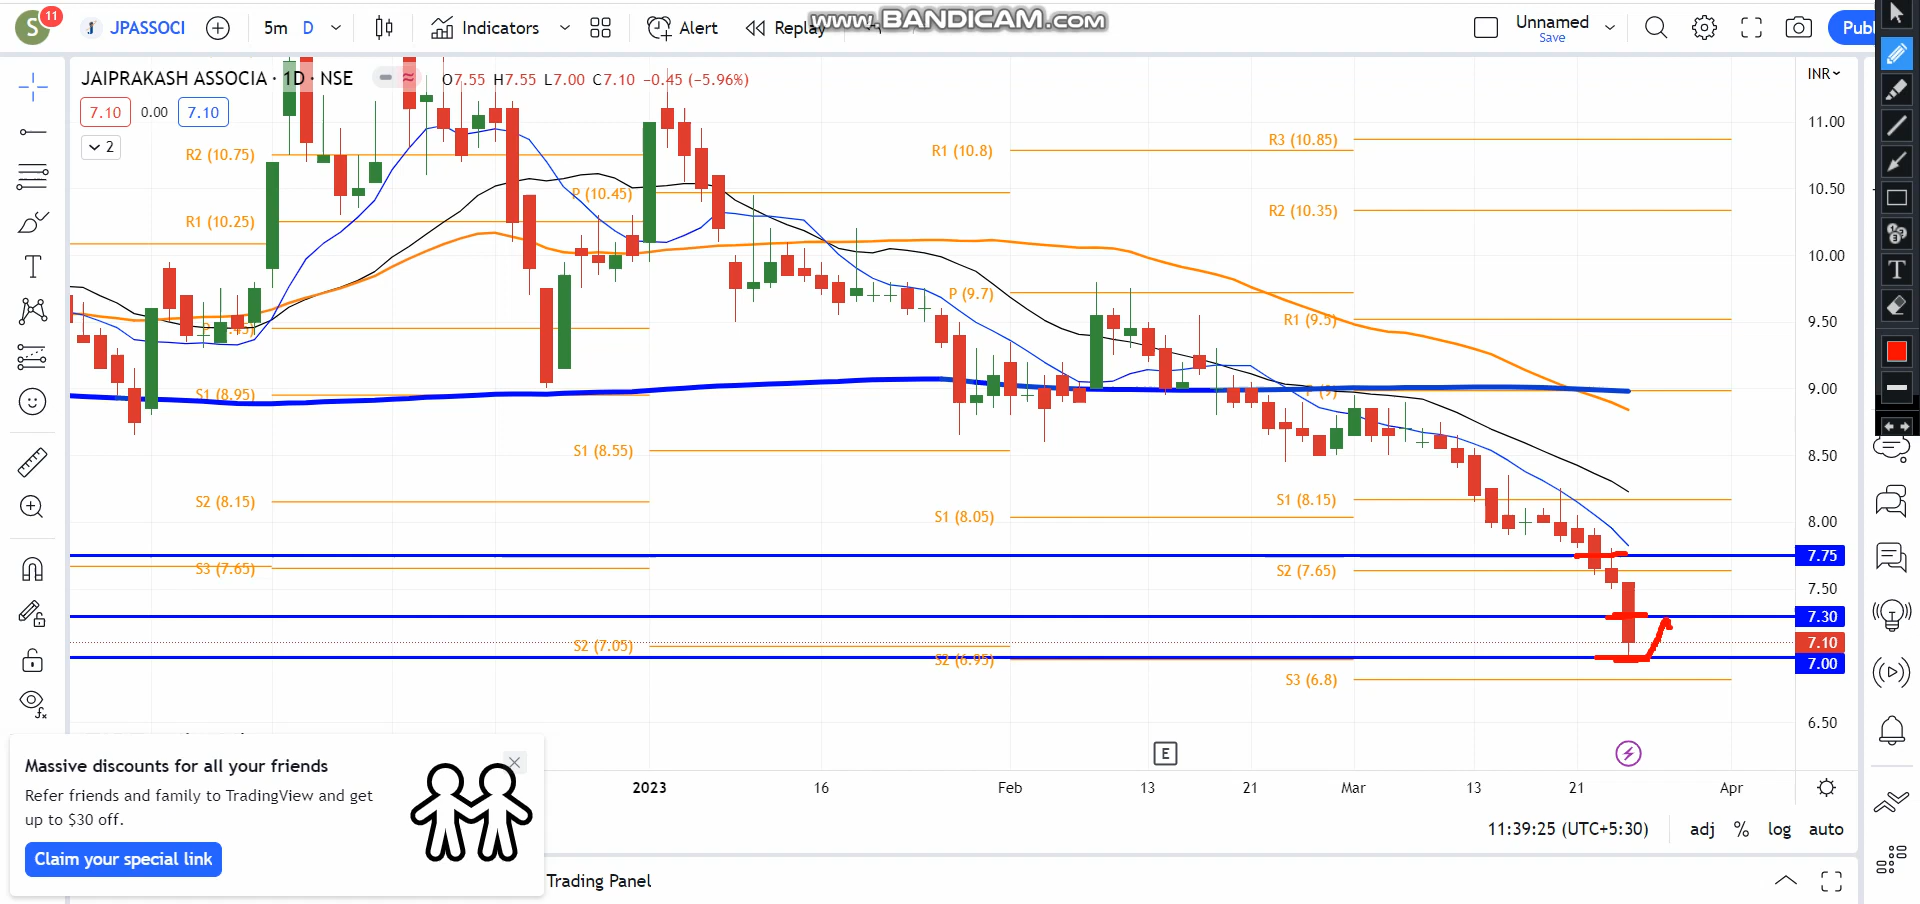 www.BANDICAM.com
S
11
JPASSOCI
5m
D
Indicators
Alert
Replay
Unnamed
Save
Publ
JAIPRAKASH ASSOCIA · 1D · NSE
O7.55 H7.55 L7.00 C7.10 −0.45 (−5.96%)
7.10
0.00
7.10
2
INR
11.00
10.50
10.00
9.50
9.00
8.50
8.00
7.75
7.50
7.30
7.10
7.00
6.50
R2 (10.75)
R1 (10.25)
S1 (8.95)
S2 (8.15)
S3 (7.65)
P (10.45)
S1 (8.55)
S2 (7.05)
R1 (10.8)
P (9.7)
S1 (8.05)
S2 (6.95)
R3 (10.85)
R2 (10.35)
R1 (9.5)
P (9)
S1 (8.15)
S2 (7.65)
S3 (6.8)
E
2023
16
Feb
13
21
Mar
13
21
Apr
11:39:25 (UTC+5:30)
adj
%
log
auto
Massive discounts for all your friends
Refer friends and family to TradingView and get
up to $30 off.
Claim your special link
Trading Panel